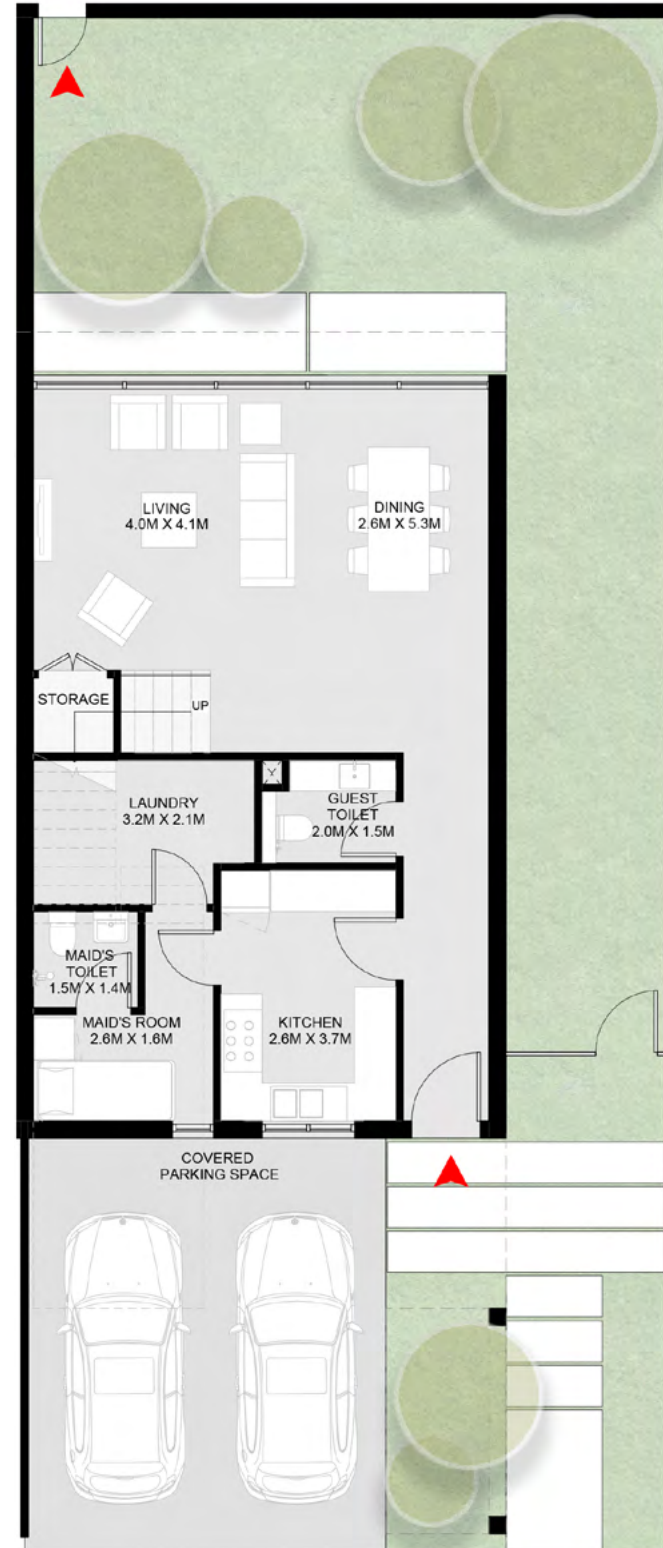 LIVING
4.0M X 4.1M
DINING
2.6M X 5.3M
STORAGE
UP
LAUNDRY
3.2M X 2.1M
GUEST
TOILET
2.0M X 1.5M
MAID'S
TOILET
1.5M X 1.4M
MAID'S ROOM
2.6M X 1.6M
KITCHEN
2.6M X 3.7M
COVERED
PARKING SPACE